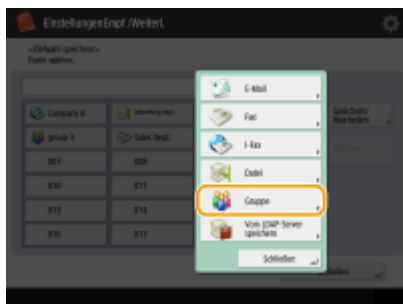 Einstellungen Empf./Weiterl.
<Zielwahl speichern>
Punkt wählen.
E-Mail
Fax
I-Fax
Datei
Gruppe
Vom LDAP-Server
speichern
Schließen
Company B
group 3
Sales Dept
Speichern/
Bearbeiten
007
008
010
011
013
014
016
017